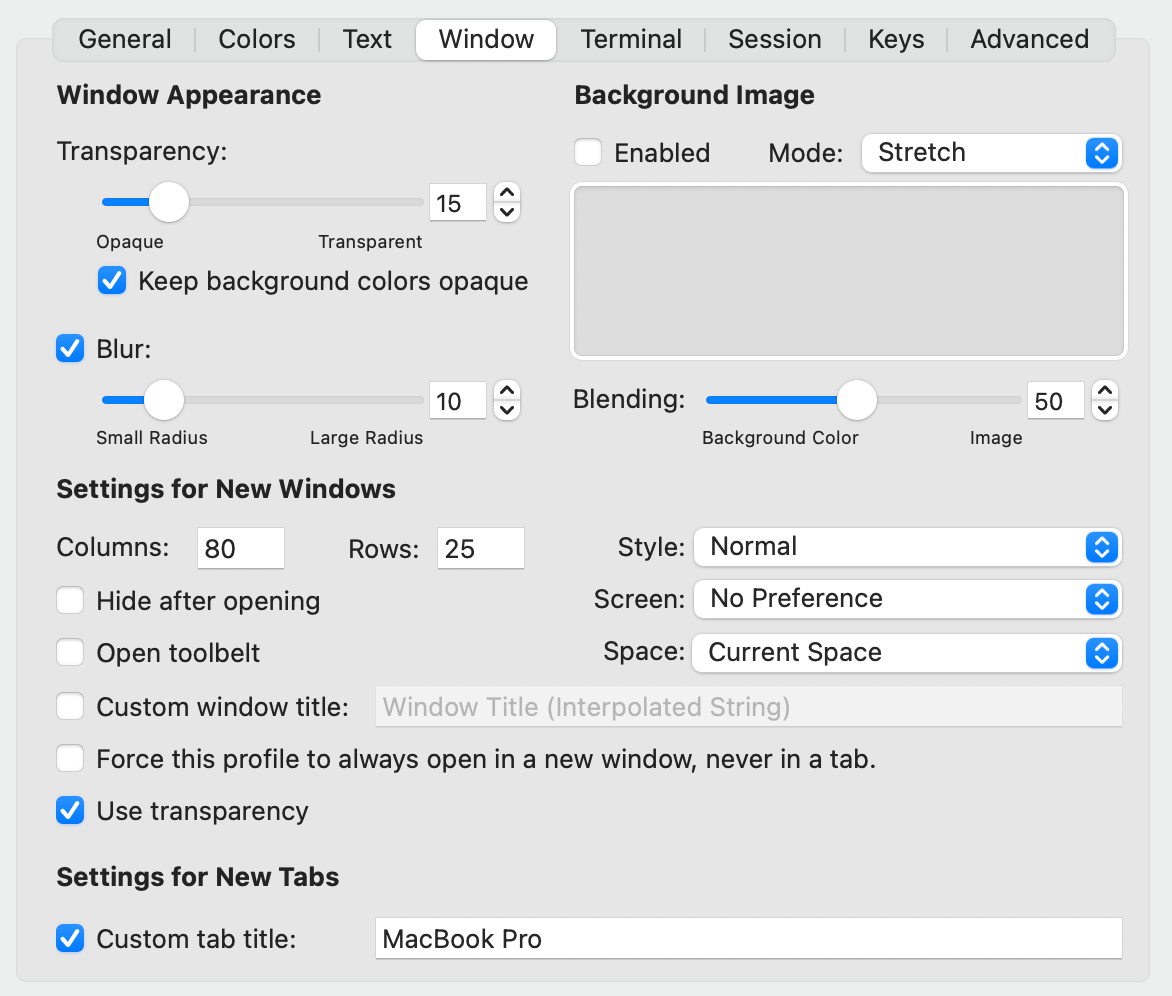 General Colors Text Window Terminal Session Keys Advanced
Window Appearance
Transparency:
15
Opaque Transparent
Keep background colors opaque
Blur:
10
Small Radius Large Radius
Background Image
Enabled Mode: Stretch
Blending: 50
Background Color Image
Settings for New Windows
Columns: 80 Rows: 25 Style: Normal
Hide after opening Screen: No Preference
Open toolbelt Space: Current Space
Custom window title: Window Title (Interpolated String)
Force this profile to always open in a new window, never in a tab.
Use transparency
Settings for New Tabs
Custom tab title: MacBook Pro